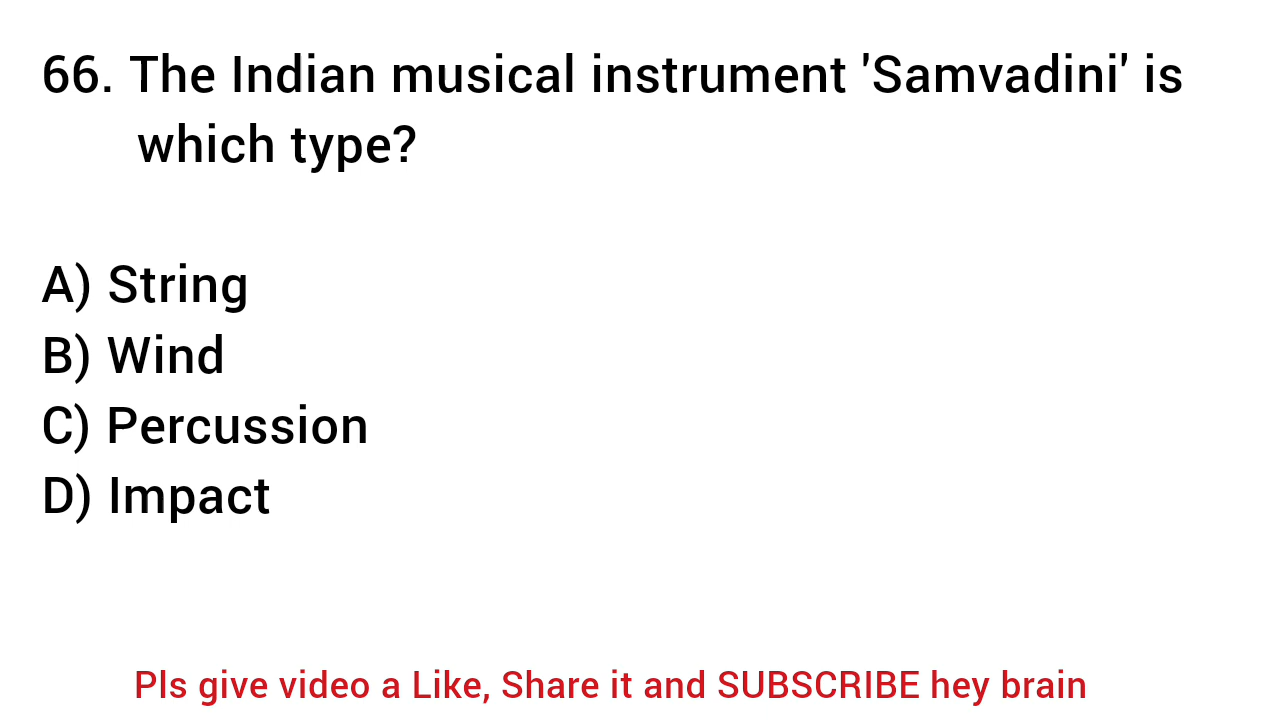 66. The Indian musical instrument 'Samvadini' is
which type?
A) String
B) Wind
C) Percussion
D) Impact
Pls give video a Like, Share it and SUBSCRIBE hey brain